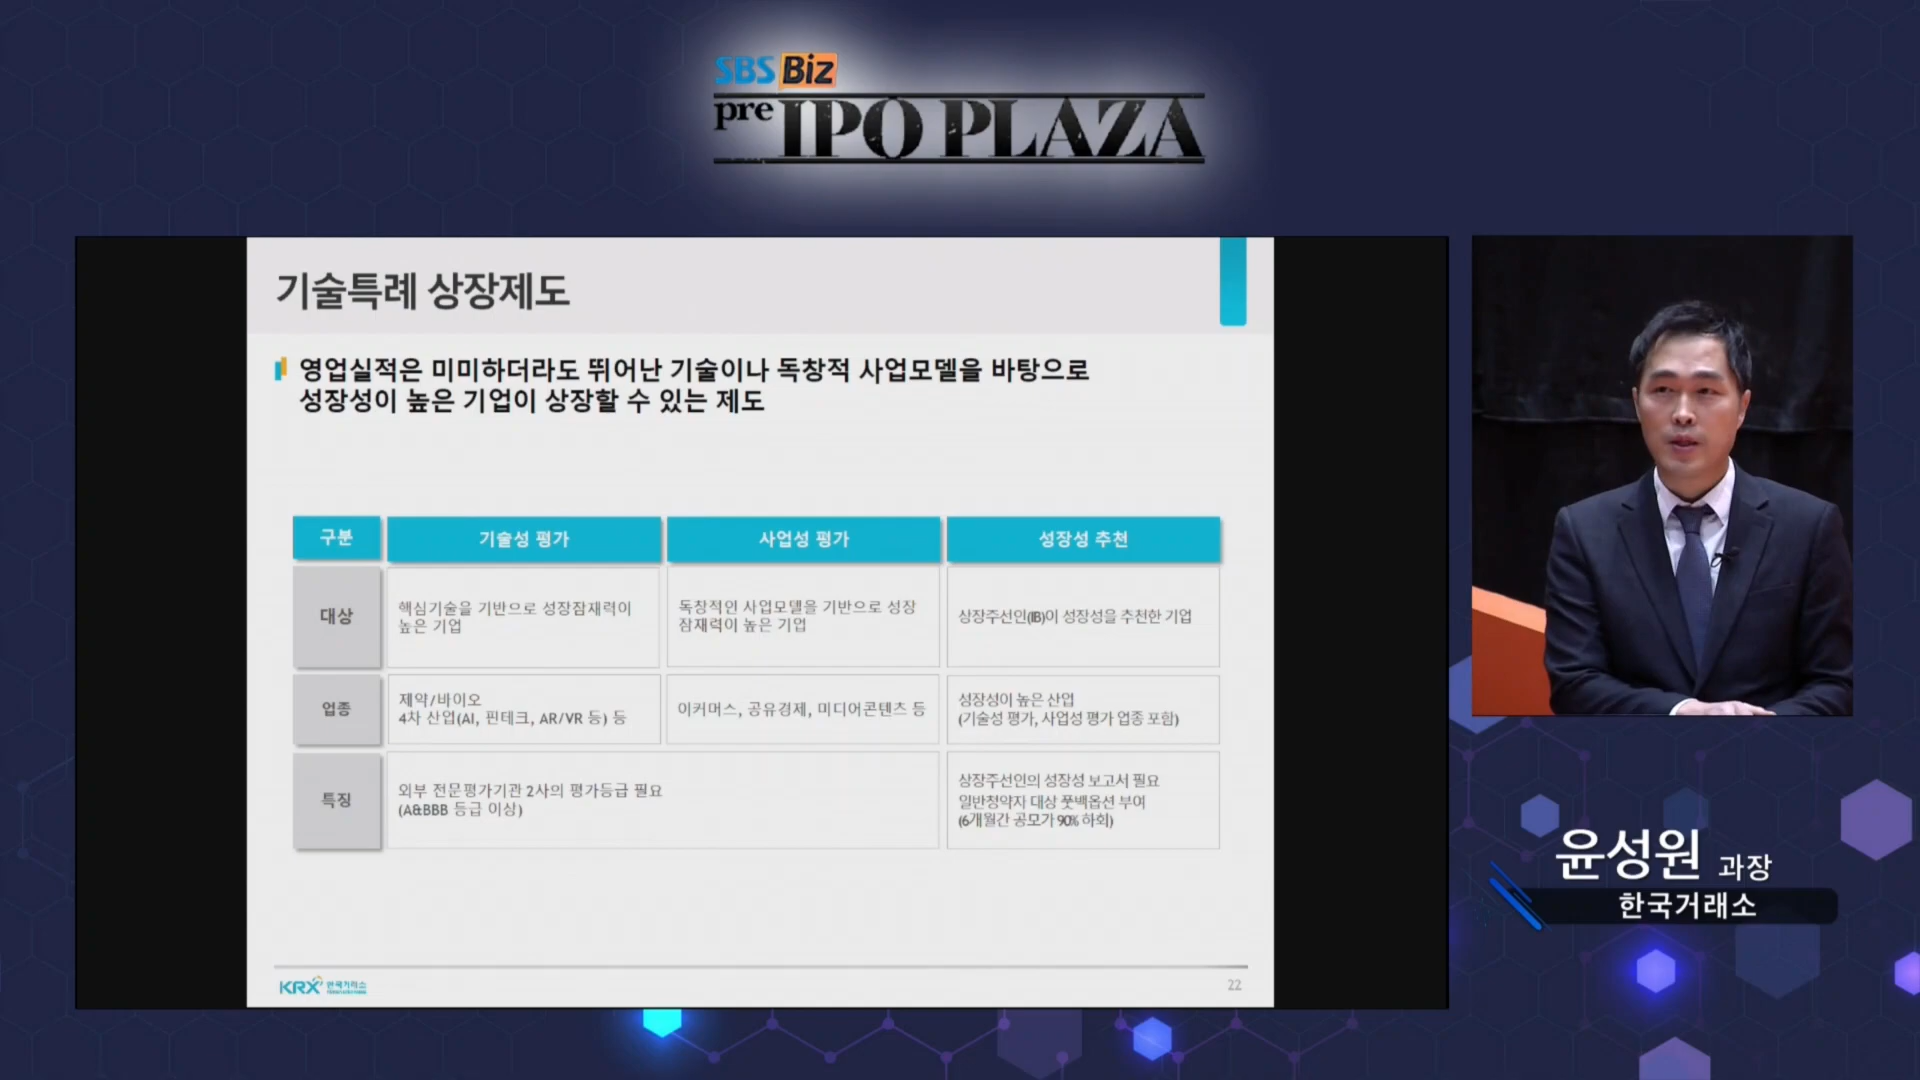 SBS Biz
pre IPO PLAZA
기술특례 상장제도
영업실적은 미미하더라도 뛰어난 기술이나 독창적 사업모델을 바탕으로
성장성이 높은 기업이 상장할 수 있는 제도
구분
기술성 평가
사업성 평가
성장성 추천
대상
핵심기술을 기반으로 성장잠재력이
높은 기업
독창적인 사업모델을 기반으로 성장
잠재력이 높은 기업
상장주선인(IB)이 성장성을 추천한 기업
업종
제약/바이오
4차 산업(AI, 핀테크, AR/VR 등) 등
이커머스, 공유경제, 미디어콘텐츠 등
성장성이 높은 산업
(기술성 평가, 사업성 평가 업종 포함)
특징
외부 전문평가기관 2사의 평가등급 필요
(A&BBB 등급 이상)
상장주선인의 성장성 보고서 필요
일반청약자 대상 풋백옵션 부여
(6개월간 공모가 90% 하회)
KRX 한국거래소
22
윤성원 과장
한국거래소